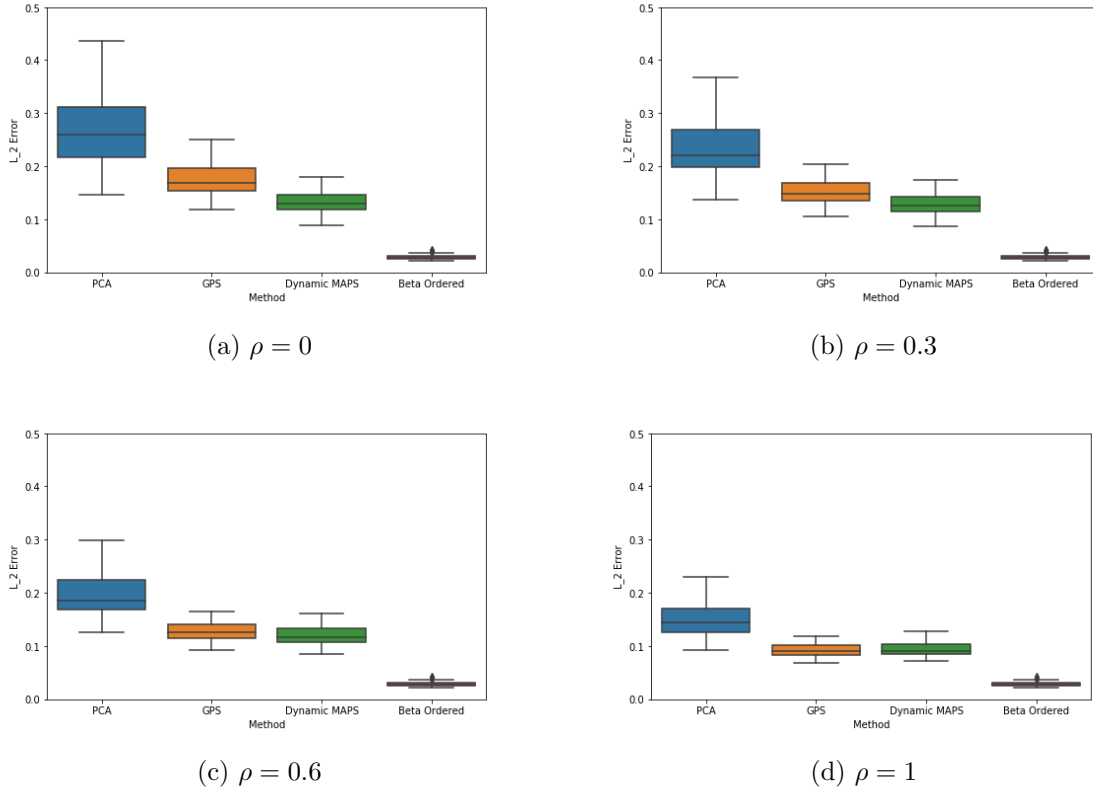 0.5
0.4
0.3
0.2
0.1
0.0
L_2 Error
PCA GPS Dynamic MAPS Beta Ordered
Method
(a) ρ = 0
0.5
0.4
0.3
0.2
0.1
0.0
L_2 Error
PCA GPS Dynamic MAPS Beta Ordered
Method
(b) ρ = 0.3
0.5
0.4
0.3
0.2
0.1
0.0
L_2 Error
PCA GPS Dynamic MAPS Beta Ordered
Method
(c) ρ = 0.6
0.5
0.4
0.3
0.2
0.1
0.0
L_2 Error
PCA GPS Dynamic MAPS Beta Ordered
Method
(d) ρ = 1